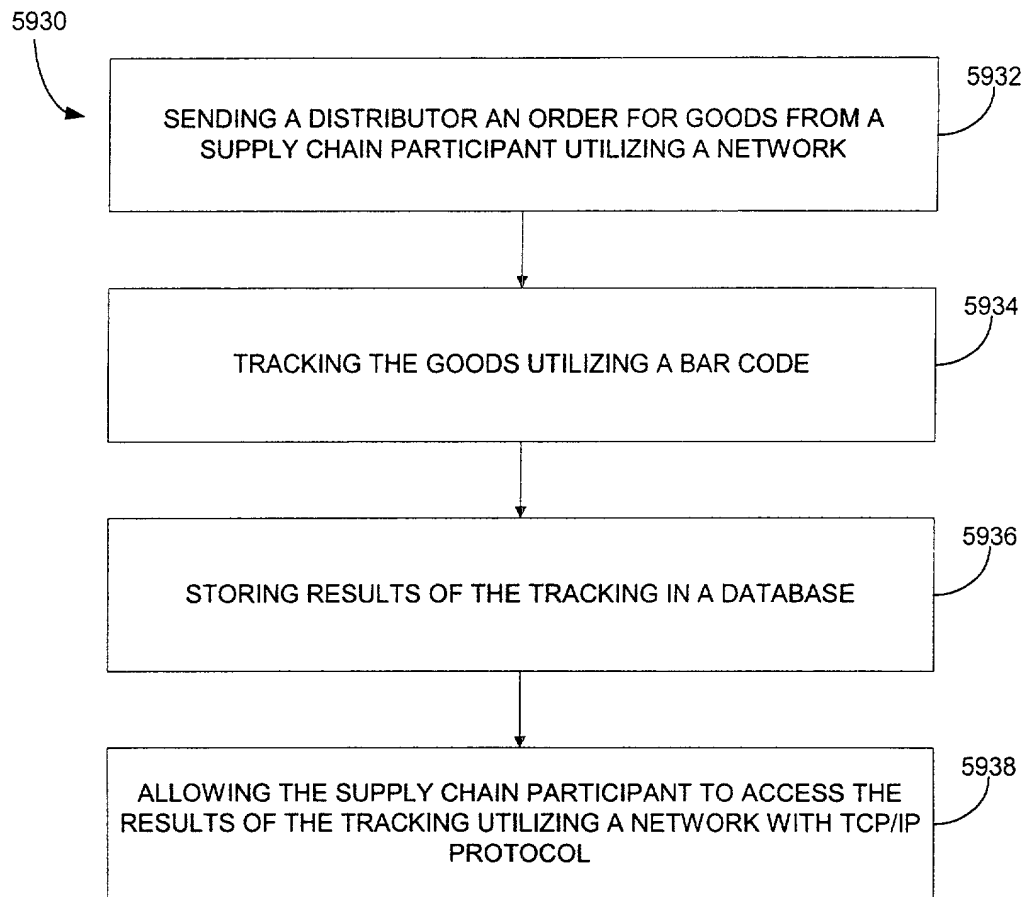 5930
5932
SENDING A DISTRIBUTOR AN ORDER FOR GOODS FROM A
SUPPLY CHAIN PARTICIPANT UTILIZING A NETWORK
5934
TRACKING THE GOODS UTILIZING A BAR CODE
5936
STORING RESULTS OF THE TRACKING IN A DATABASE
5938
ALLOWING THE SUPPLY CHAIN PARTICIPANT TO ACCESS THE
RESULTS OF THE TRACKING UTILIZING A NETWORK WITH TCP/IP
PROTOCOL